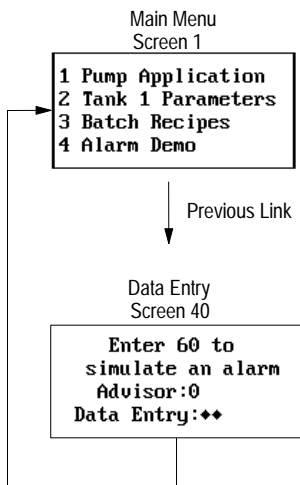 Main Menu
Screen 1
1 Pump Application
2 Tank 1 Parameters
3 Batch Recipes
4 Alarm Demo
Previous Link
Data Entry
Screen 40
Enter 60 to
simulate an alarm
Advisor:0
Data Entry:◆◆